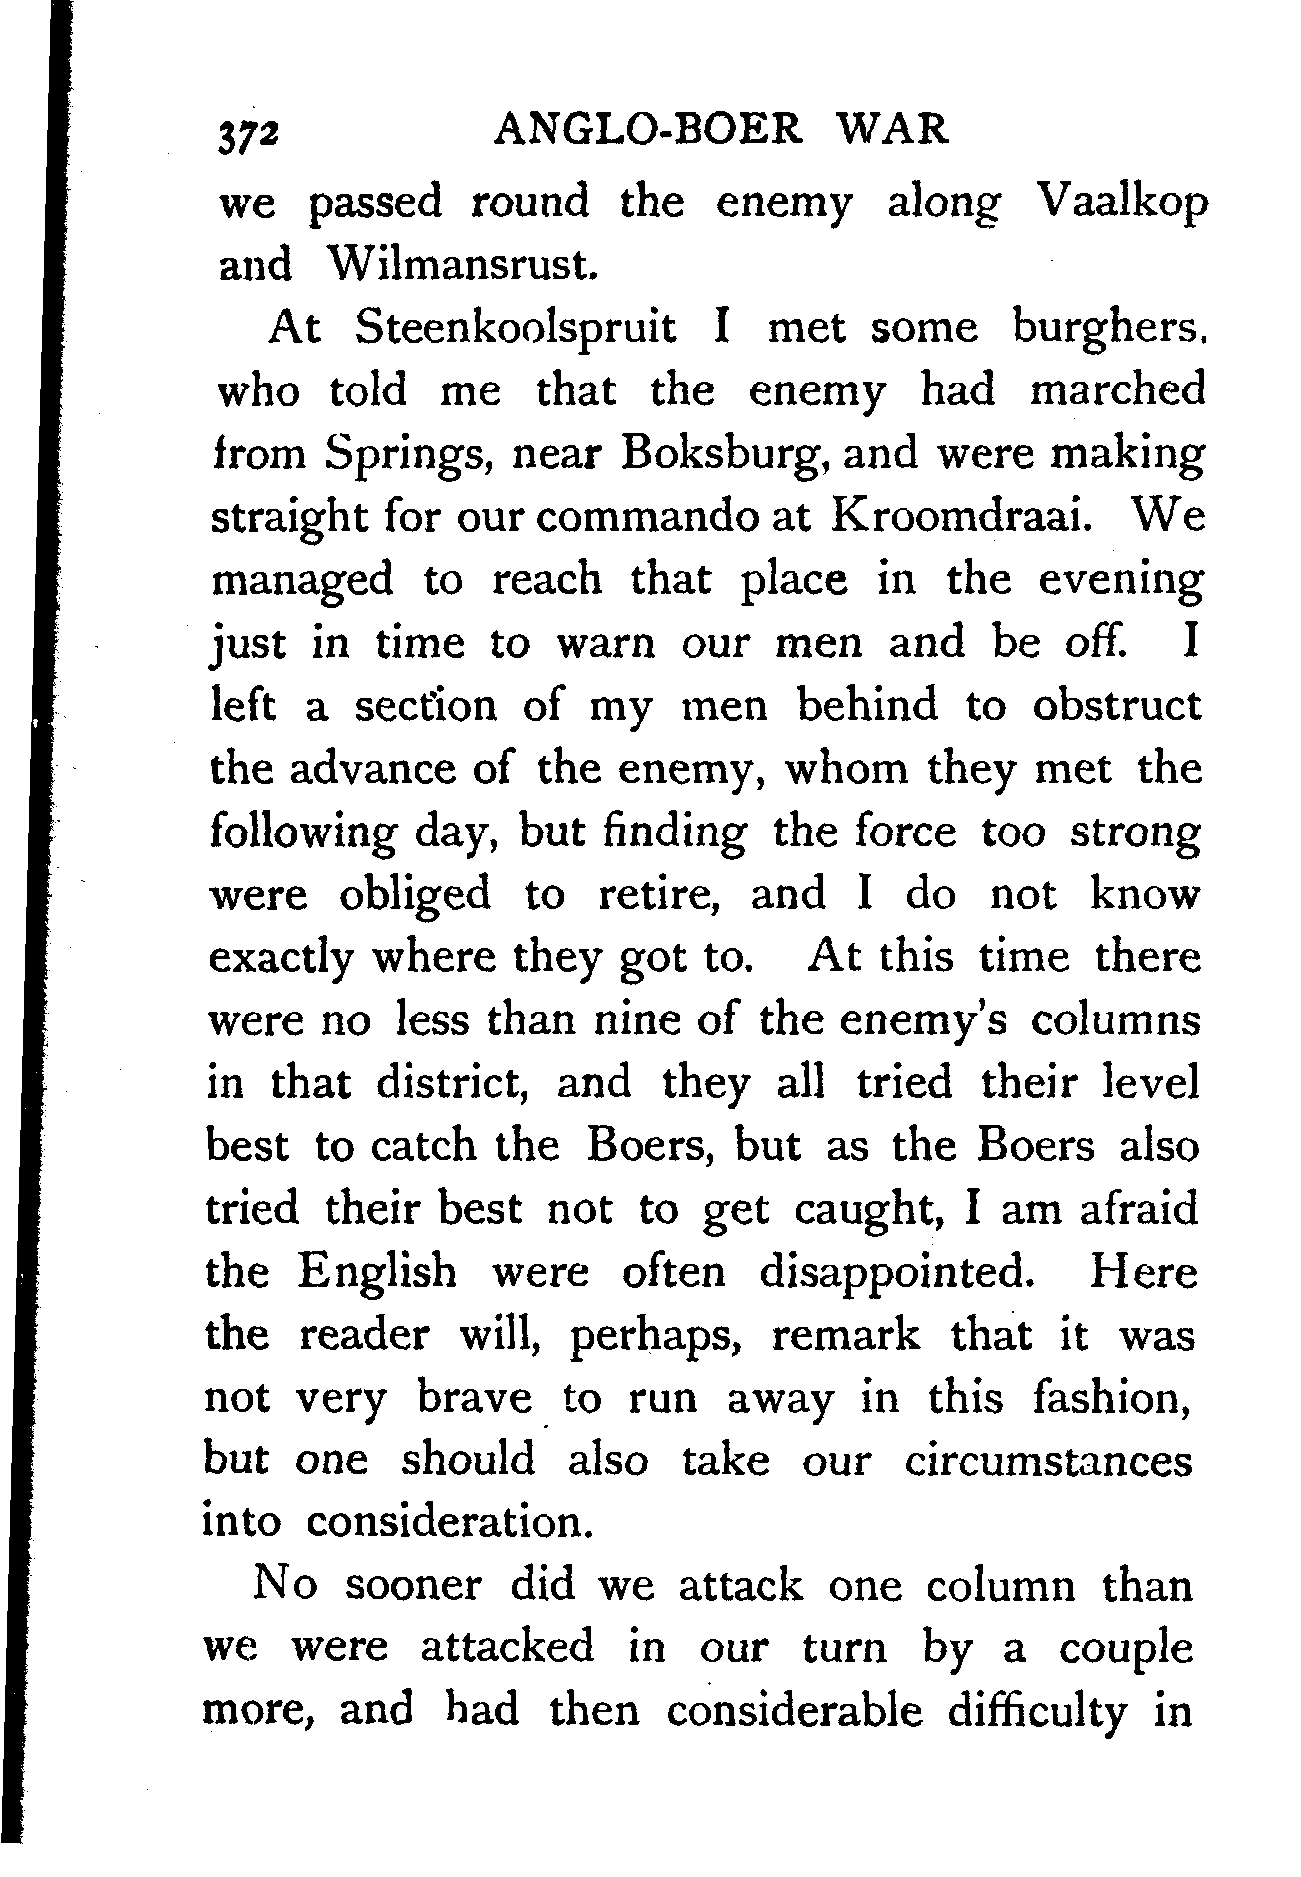 372 ANGLO-BOER WAR
we passed round the enemy along Vaalkop
and Wilmansrust.
At Steenkoolspruit I met some burghers.
who told me that the enemy had marched
from Springs, near Boksburg, and were making
straight for our commando at Kroomdraai. We
managed to reach that place in the evening
just in time to warn our men and be off. I
left a section of my men behind to obstruct
the advance of the enemy, whom they met the
following day, but finding the force too strong
were obliged to retire, and I do not know
exactly where they got to. At this time there
were no less than nine of the enemy's columns
in that district, and they all tried their level
best to catch the Boers, but as the Boers also
tried their best not to get caught, I am afraid
the English were often disappointed. Here
the reader will, perhaps, remark that it was
not very brave to run away in this fashion,
but one should also take our circumstances
into consideration.
No sooner did we attack one column than
we were attacked in our turn by a couple
more, and had then considerable difficulty in